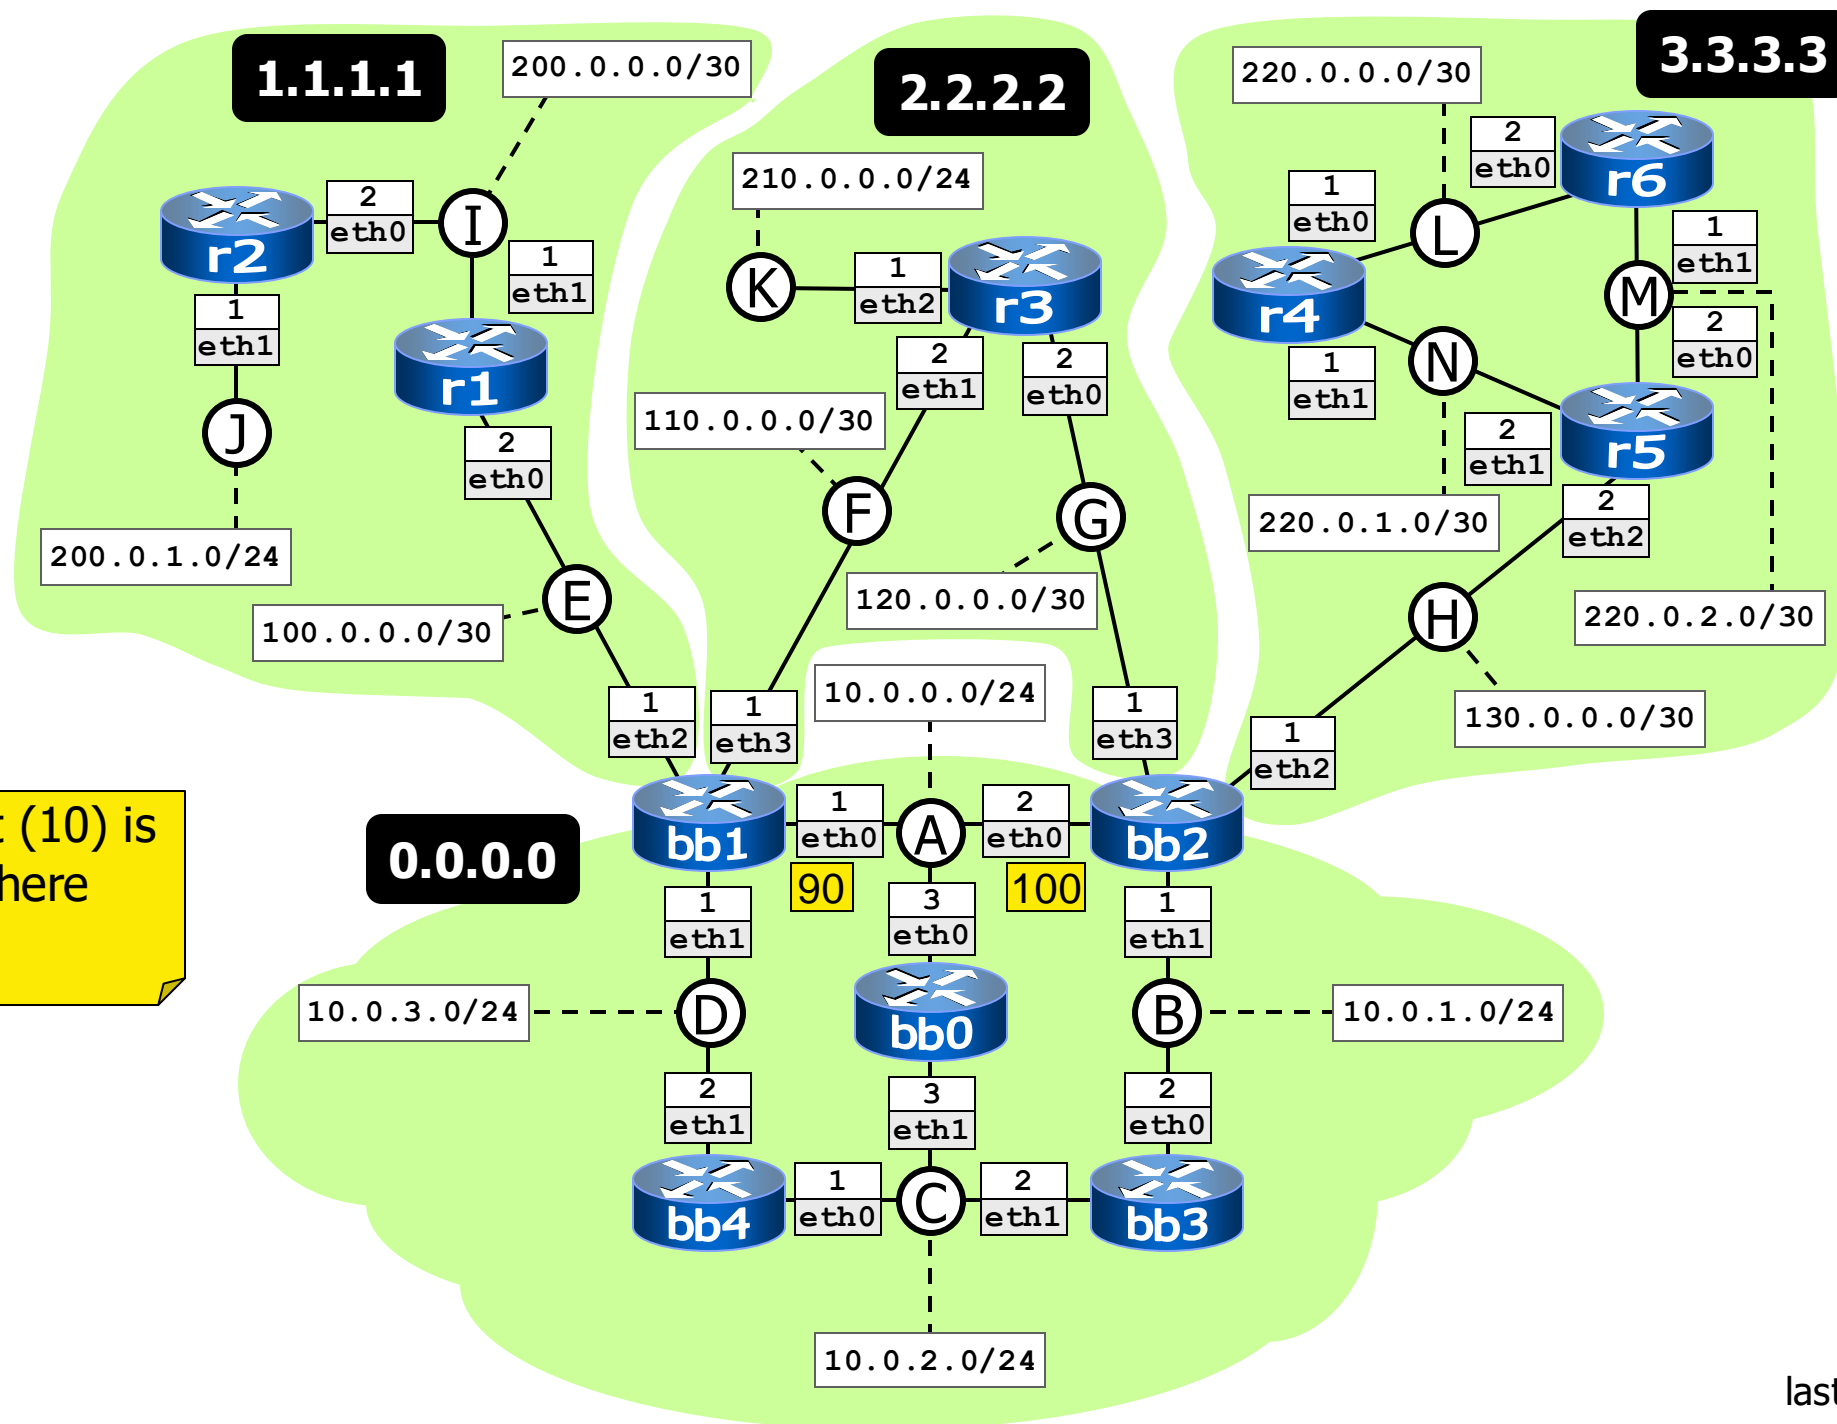 1.1.1.1
200.0.0.0/30
2.2.2.2
220.0.0.0/30
3.3.3.3
2
eth0
r6
210.0.0.0/24
1
eth0
L
r2
2
eth0
I
1
eth1
1
eth1
K
1
eth2
r3
r4
M
1
eth1
r1
2
eth1
2
eth0
1
eth1
N
2
eth0
J
2
eth0
110.0.0.0/30
2
eth1
r5
200.0.1.0/24
F
G
220.0.1.0/30
2
eth2
100.0.0.0/30
E
120.0.0.0/30
H
220.0.2.0/30
1
eth2
1
eth3
10.0.0.0/24
1
eth3
1
eth2
130.0.0.0/30
(10) is
here
0.0.0.0
bb1
1
eth0
A
2
eth0
bb2
90
100
1
eth1
3
eth0
1
eth1
10.0.3.0/24
D
bb0
B
10.0.1.0/24
2
eth1
3
eth1
2
eth0
bb4
1
eth0
C
2
eth1
bb3
10.0.2.0/24
last